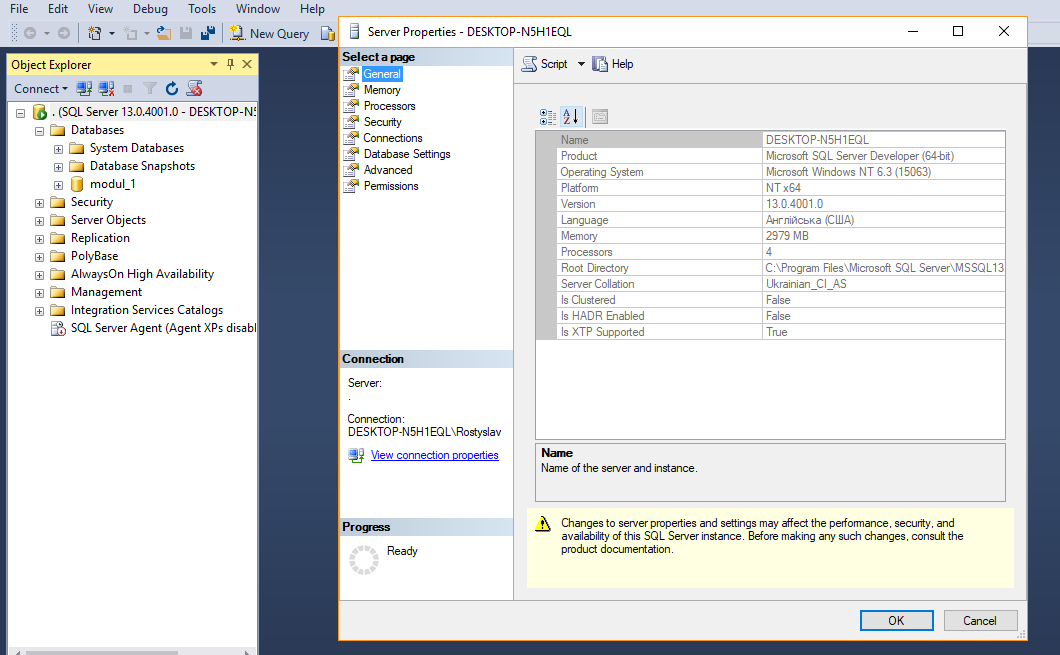 File Edit View Debug Tools Window Help
New Query
Object Explorer
Connect
. (SQL Server 13.0.4001.0 - DESKTOP-N5
Databases
System Databases
Database Snapshots
modul_1
Security
Server Objects
Replication
PolyBase
AlwaysOn High Availability
Management
Integration Services Catalogs
SQL Server Agent (Agent XPs disabl
Server Properties - DESKTOP-N5H1EQL
Select a page
General
Memory
Processors
Security
Connections
Database Settings
Advanced
Permissions
Connection
Server:
.
Connection:
DESKTOP-N5H1EQL\Rostyslav
View connection properties
Progress
Ready
Script Help
Name DESKTOP-N5H1EQL
Product Microsoft SQL Server Developer (64-bit)
Operating System Microsoft Windows NT 6.3 (15063)
Platform NT x64
Version 13.0.4001.0
Language Англійська (США)
Memory 2979 MB
Processors 4
Root Directory C:\Program Files\Microsoft SQL Server\MSSQL13
Server Collation Ukrainian_CI_AS
Is Clustered False
Is HADR Enabled False
Is XTP Supported True
Name
Name of the server and instance.
Changes to server properties and settings may affect the performance, security, and
availability of this SQL Server instance. Before making any such changes, consult the
product documentation.
OK Cancel